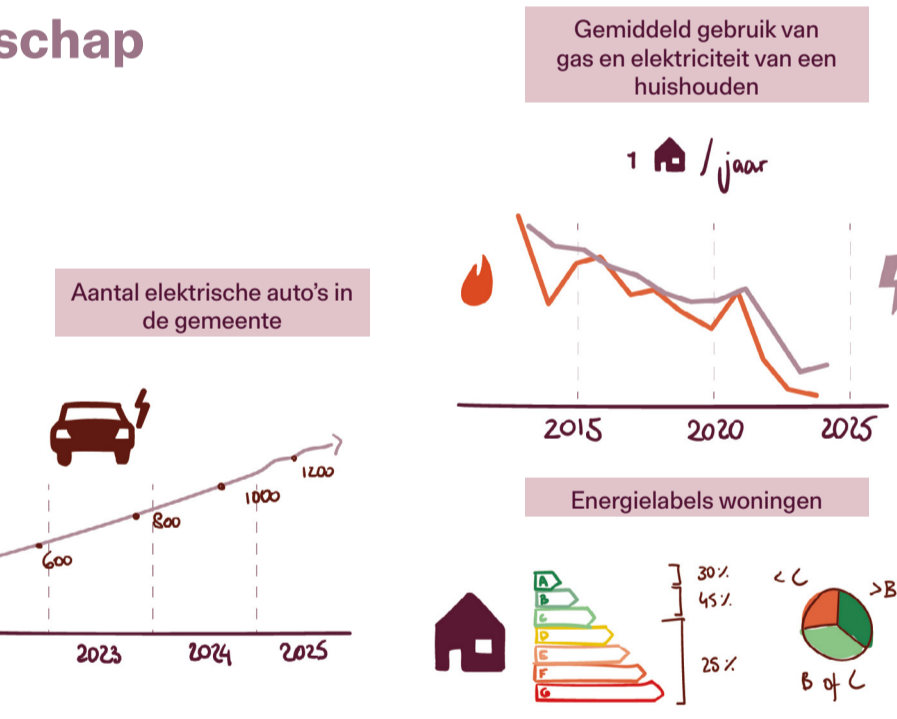 schap
Gemiddeld gebruik van
gas en elektriciteit van een
huishouden
1 / jaar
2015 2020 2025
Aantal elektrische auto's in
de gemeente
600
800
1000
1200
2023 2024 2025
Energielabels woningen
A
B
C
D
E
F
G
30%
45%
25%
< C
>B
B of C